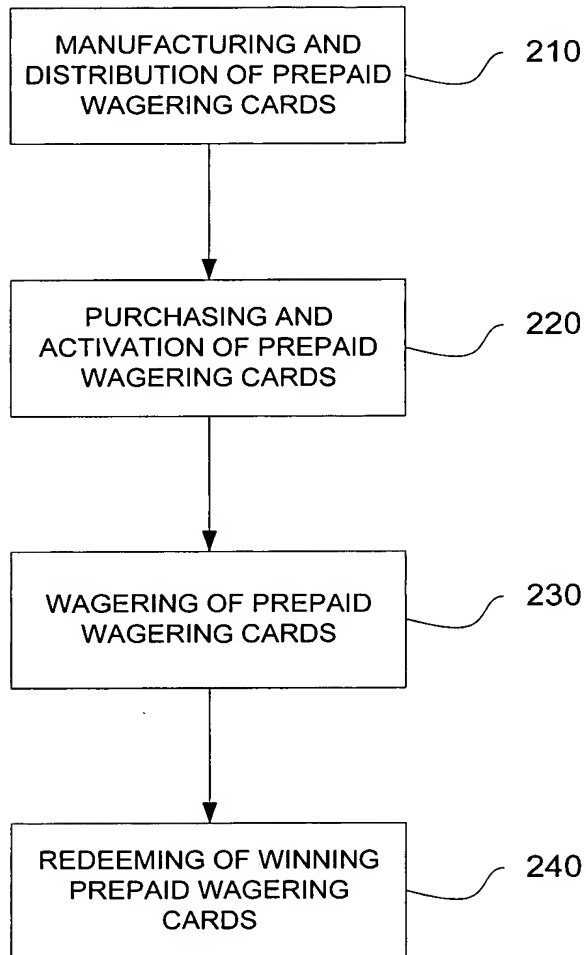 MANUFACTURING AND
DISTRIBUTION OF PREPAID
WAGERING CARDS
210
PURCHASING AND
ACTIVATION OF PREPAID
WAGERING CARDS
220
WAGERING OF PREPAID
WAGERING CARDS
230
REDEEMING OF WINNING
PREPAID WAGERING
CARDS
240